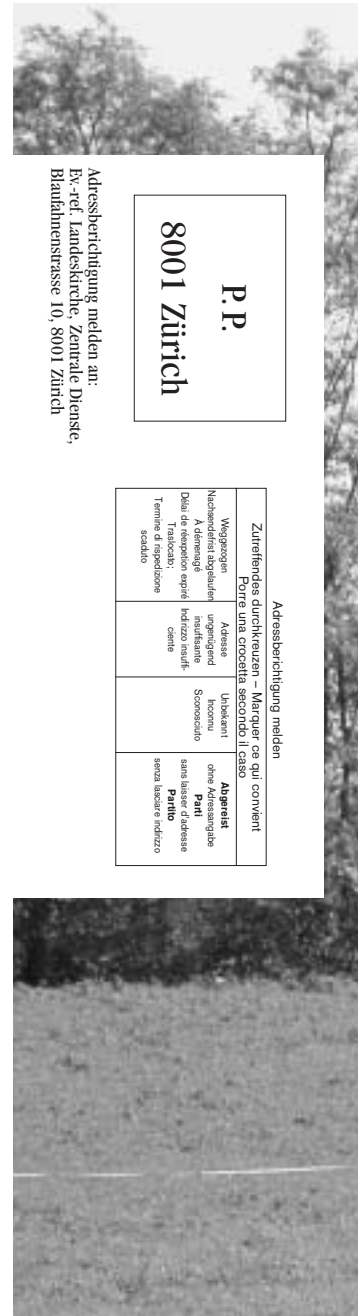 P.P.
8001 Zürich
Adressberichtigung melden an:
Ev.-ref. Landeskirche, Zentrale Dienste,
Blaufahnenstrasse 10, 8001 Zürich
Adressberichtigung melden
Zutreffendes durchkreuzen – Marquer ce qui convient
Porre una crocetta secondo il caso
Weggezogen
Nachsendefrist abgelaufen
À démenagé
Délai de réexpetion expiré
Traslocato;
Termine di rispedizione
scaduto
Adresse
ungenügend
insuffisante
Indirizzo insuffi-
ciente
Unbekannt
Inconnu
Sconosciuto
Abgereist
ohne Adressangabe
Parti
sans laisser d'adresse
Partito
senza lasciare indirizzo